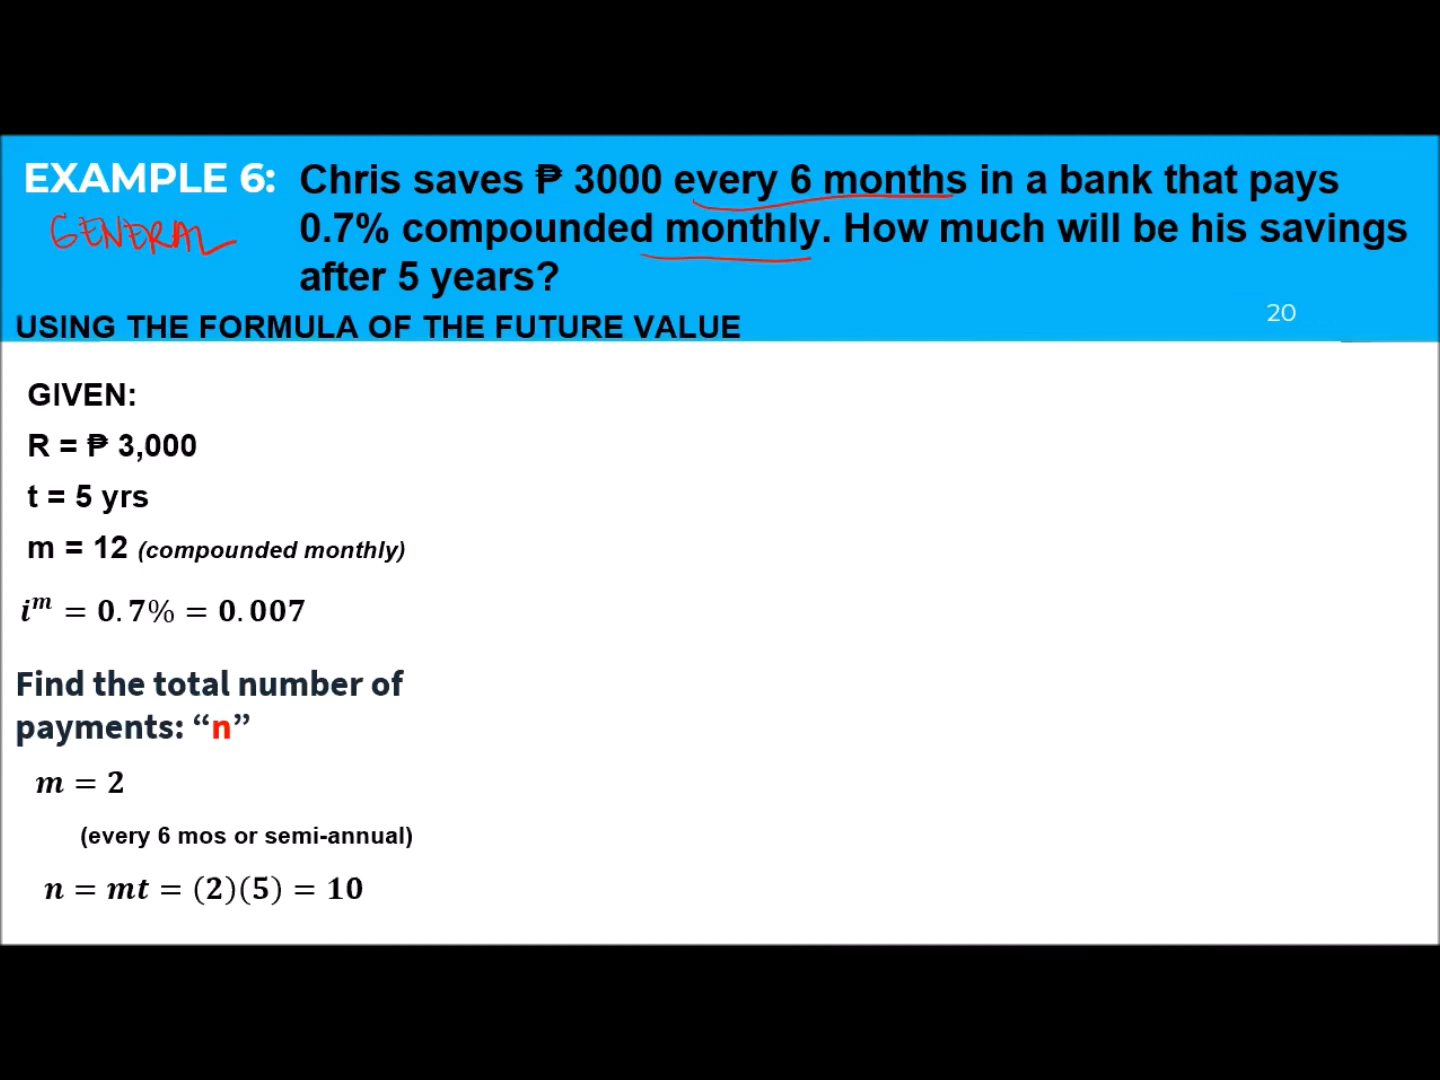 EXAMPLE 6: Chris saves ₱ 3000 every 6 months in a bank that pays
GENERAL 0.7% compounded monthly. How much will be his savings
after 5 years?
20
USING THE FORMULA OF THE FUTURE VALUE
GIVEN:
R = ₱ 3,000
t = 5 yrs
m = 12 (compounded monthly)
iᵐ = 0.7% = 0.007
Find the total number of
payments: “n”
m = 2
(every 6 mos or semi-annual)
n = mt = (2)(5) = 10